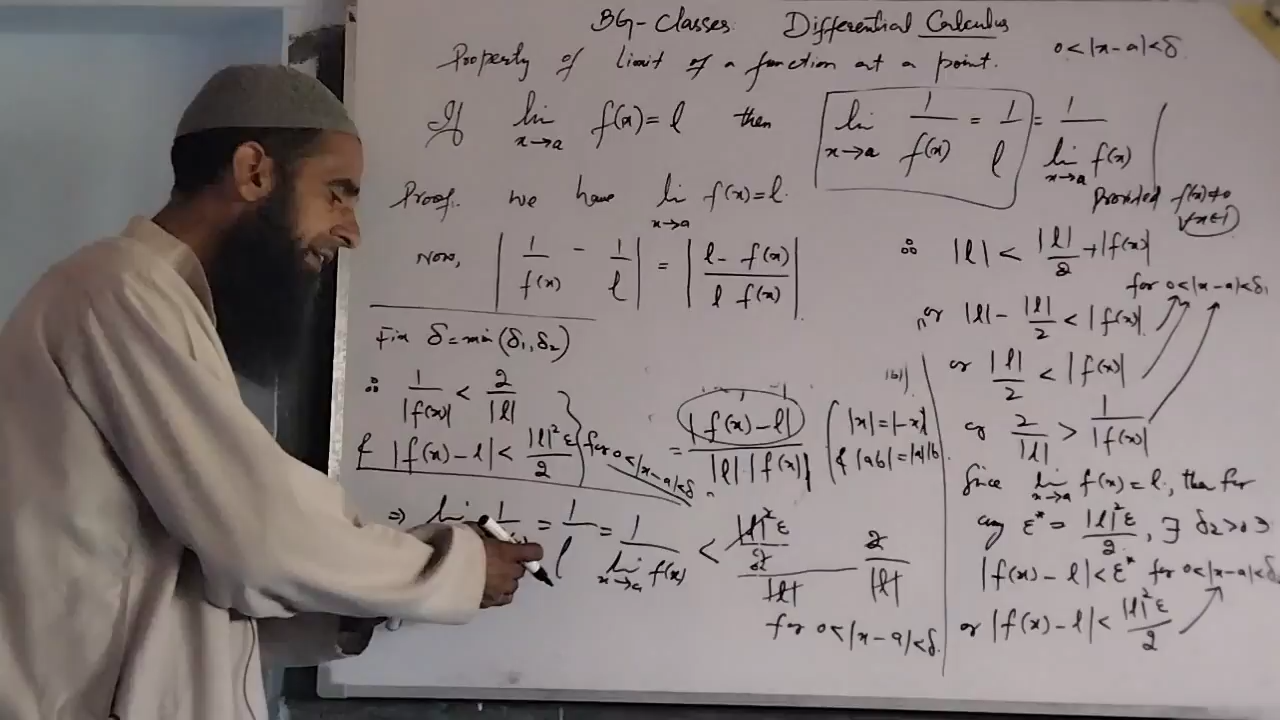 BG-Classes. Differential Calculus
0<|x-a|<δ
Property of limit of a function at a point.
If lim x→a f(x)=l then lim x→a 1/f(x) = 1/l = 1/lim x→a f(x)
Provided f(x)≠0
∀x∈I
Proof. we have lim x→a f(x)=l.
Now, |1/f(x) - 1/l| = |l- f(x)/l f(x)|
Fix δ=min(δ₁,δ₂)
∴ 1/|f(x)| < 2/|l|
& |f(x)-l|< |l|²ε/2 } for 0<|x-a|<δ.
= |f(x)-l|/|l|·|f(x)| { |x|=|-x|
& |ab|=|a||b|
⇒ = 1/l = 1/lim x→a f(x)
< |l|²ε/2 / |l| 2/|l|
for 0<|x-a|<δ.
∴ |l| < |l|/2 +|f(x)|
for 0<|x-a|<δ₁
or |l|- |l|/2 < |f(x)|
or |l|/2 < |f(x)|
or 2/|l| > 1/|f(x)|
Since lim x→a f(x)=l, then for
any ε* = |l|²ε/2, ∃ δ₂>0 ∋
|f(x)-l|<ε* for 0<|x-a|<δ
or |f(x)-l|< |l|²ε/2